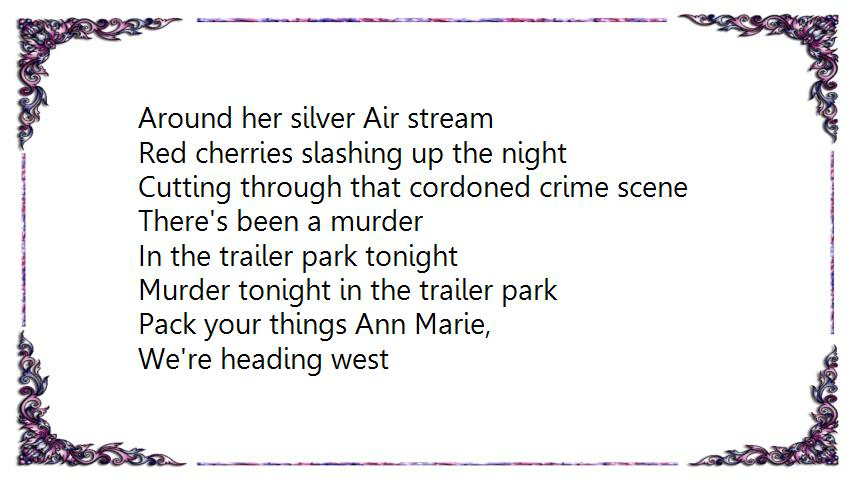 Around her silver Air stream
Red cherries slashing up the night
Cutting through that cordoned crime scene
There's been a murder
In the trailer park tonight
Murder tonight in the trailer park
Pack your things Ann Marie,
We're heading west